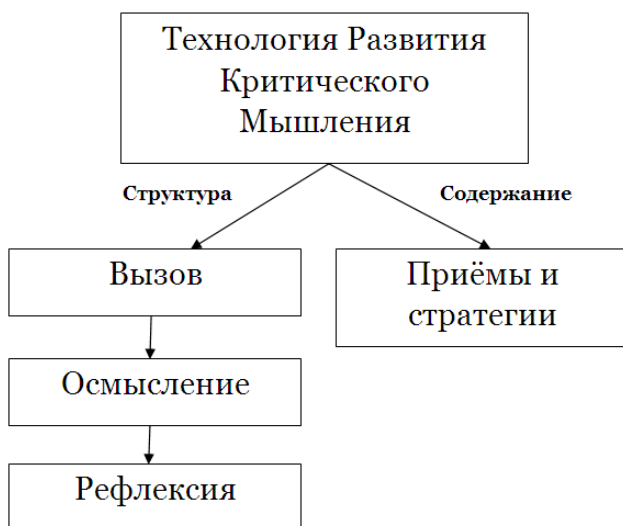 Технология Развития
Критического
Мышления
Структура
Содержание
Вызов
Приёмы и
стратегии
Осмысление
Рефлексия